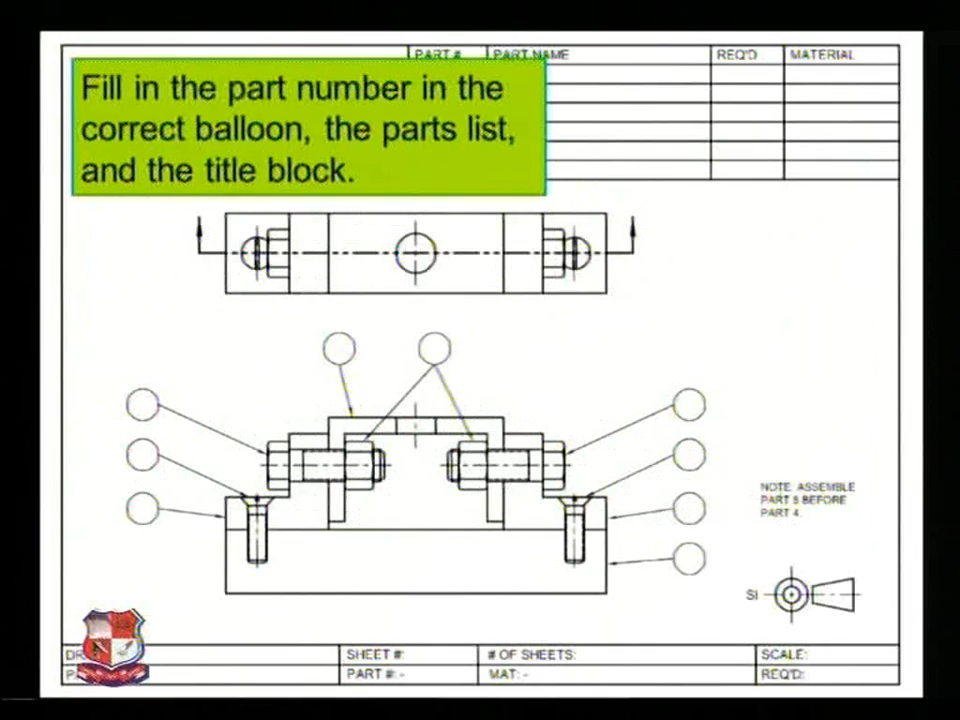 PART # PART NAME REQ'D MATERIAL
Fill in the part number in the
correct balloon, the parts list,
and the title block.
NOTE: ASSEMBLE
PART 5 BEFORE
PART 4.
SI
SHEET #: # OF SHEETS: SCALE:
PART #: - MAT: - REQ'D: